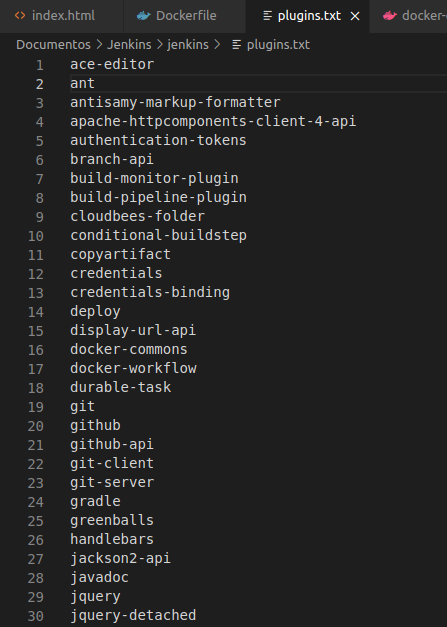 index.html Dockerfile plugins.txt docker-
Documentos > Jenkins > jenkins > plugins.txt
1 ace-editor
2 ant
3 antisamy-markup-formatter
4 apache-httpcomponents-client-4-api
5 authentication-tokens
6 branch-api
7 build-monitor-plugin
8 build-pipeline-plugin
9 cloudbees-folder
10 conditional-buildstep
11 copyartifact
12 credentials
13 credentials-binding
14 deploy
15 display-url-api
16 docker-commons
17 docker-workflow
18 durable-task
19 git
20 github
21 github-api
22 git-client
23 git-server
24 gradle
25 greenballs
26 handlebars
27 jackson2-api
28 javadoc
29 jquery
30 jquery-detached